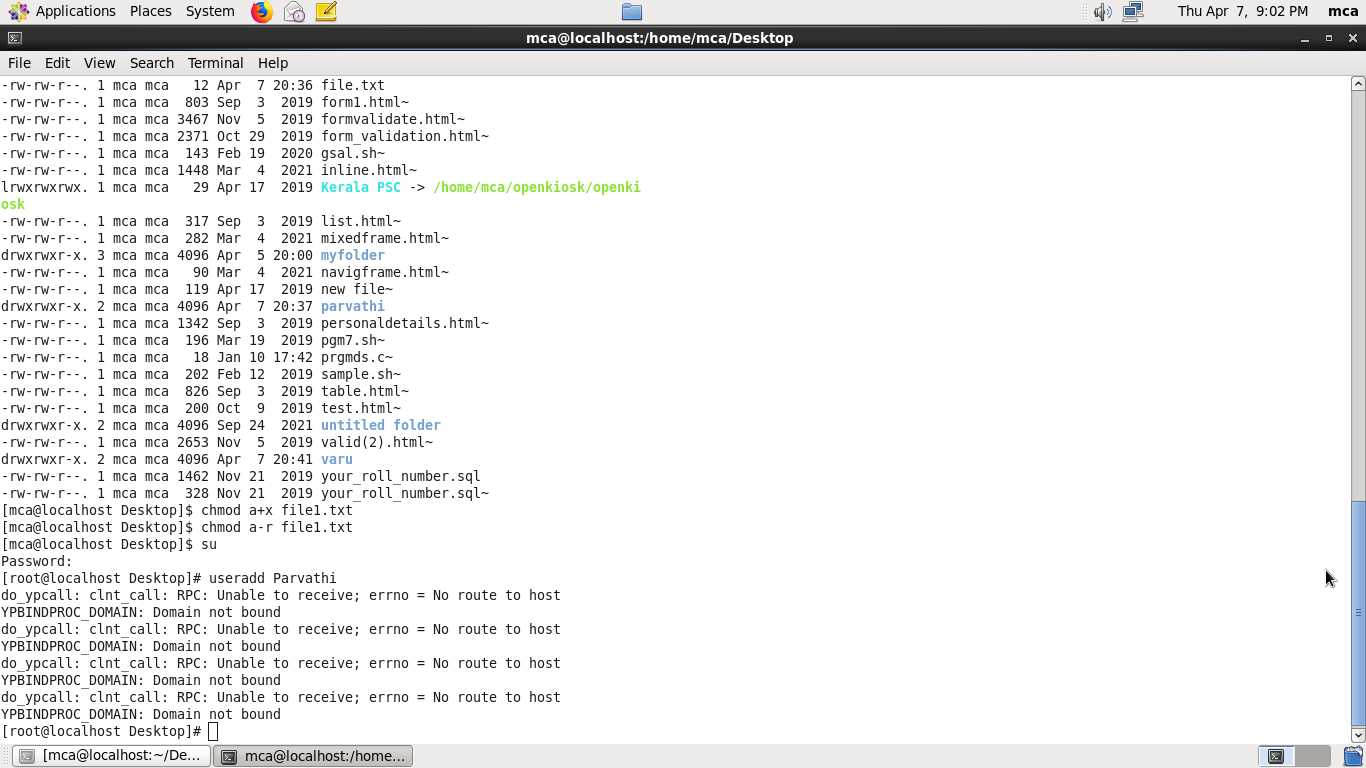 Applications Places System Thu Apr 7, 9:02 PM mca
mca@localhost:/home/mca/Desktop
File Edit View Search Terminal Help
-rw-rw-r--. 1 mca mca   12 Apr  7 20:36 file.txt
-rw-rw-r--. 1 mca mca  803 Sep  3  2019 form1.html~
-rw-rw-r--. 1 mca mca 3467 Nov  5  2019 formvalidate.html~
-rw-rw-r--. 1 mca mca 2371 Oct 29  2019 form_validation.html~
-rw-rw-r--. 1 mca mca  143 Feb 19  2020 gsal.sh~
-rw-rw-r--. 1 mca mca 1448 Mar  4  2021 inline.html~
lrwxrwxrwx. 1 mca mca   29 Apr 17  2019 Kerala PSC -> /home/mca/openkiosk/openki
osk
-rw-rw-r--. 1 mca mca  317 Sep  3  2019 list.html~
-rw-rw-r--. 1 mca mca  282 Mar  4  2021 mixedframe.html~
drwxrwxr-x. 3 mca mca 4096 Apr  5 20:00 myfolder
-rw-rw-r--. 1 mca mca   90 Mar  4  2021 navigframe.html~
-rw-rw-r--. 1 mca mca  119 Apr 17  2019 new file~
drwxrwxr-x. 2 mca mca 4096 Apr  7 20:37 parvathi
-rw-rw-r--. 1 mca mca 1342 Sep  3  2019 personaldetails.html~
-rw-rw-r--. 1 mca mca  196 Mar 19  2019 pgm7.sh~
-rw-rw-r--. 1 mca mca   18 Jan 10 17:42 prgmds.c~
-rw-rw-r--. 1 mca mca  202 Feb 12  2019 sample.sh~
-rw-rw-r--. 1 mca mca  826 Sep  3  2019 table.html~
-rw-rw-r--. 1 mca mca  200 Oct  9  2019 test.html~
drwxrwxr-x. 2 mca mca 4096 Sep 24  2021 untitled folder
-rw-rw-r--. 1 mca mca 2653 Nov  5  2019 valid(2).html~
drwxrwxr-x. 2 mca mca 4096 Apr  7 20:41 varu
-rw-rw-r--. 1 mca mca 1462 Nov 21  2019 your_roll_number.sql
-rw-rw-r--. 1 mca mca  328 Nov 21  2019 your_roll_number.sql~
[mca@localhost Desktop]$ chmod a+x file1.txt
[mca@localhost Desktop]$ chmod a-r file1.txt
[mca@localhost Desktop]$ su
Password:
[root@localhost Desktop]# useradd Parvathi
do_ypcall: clnt_call: RPC: Unable to receive; errno = No route to host
YPBINDPROC_DOMAIN: Domain not bound
do_ypcall: clnt_call: RPC: Unable to receive; errno = No route to host
YPBINDPROC_DOMAIN: Domain not bound
do_ypcall: clnt_call: RPC: Unable to receive; errno = No route to host
YPBINDPROC_DOMAIN: Domain not bound
do_ypcall: clnt_call: RPC: Unable to receive; errno = No route to host
YPBINDPROC_DOMAIN: Domain not bound
[root@localhost Desktop]#
[mca@localhost:~/De... mca@localhost:/home...